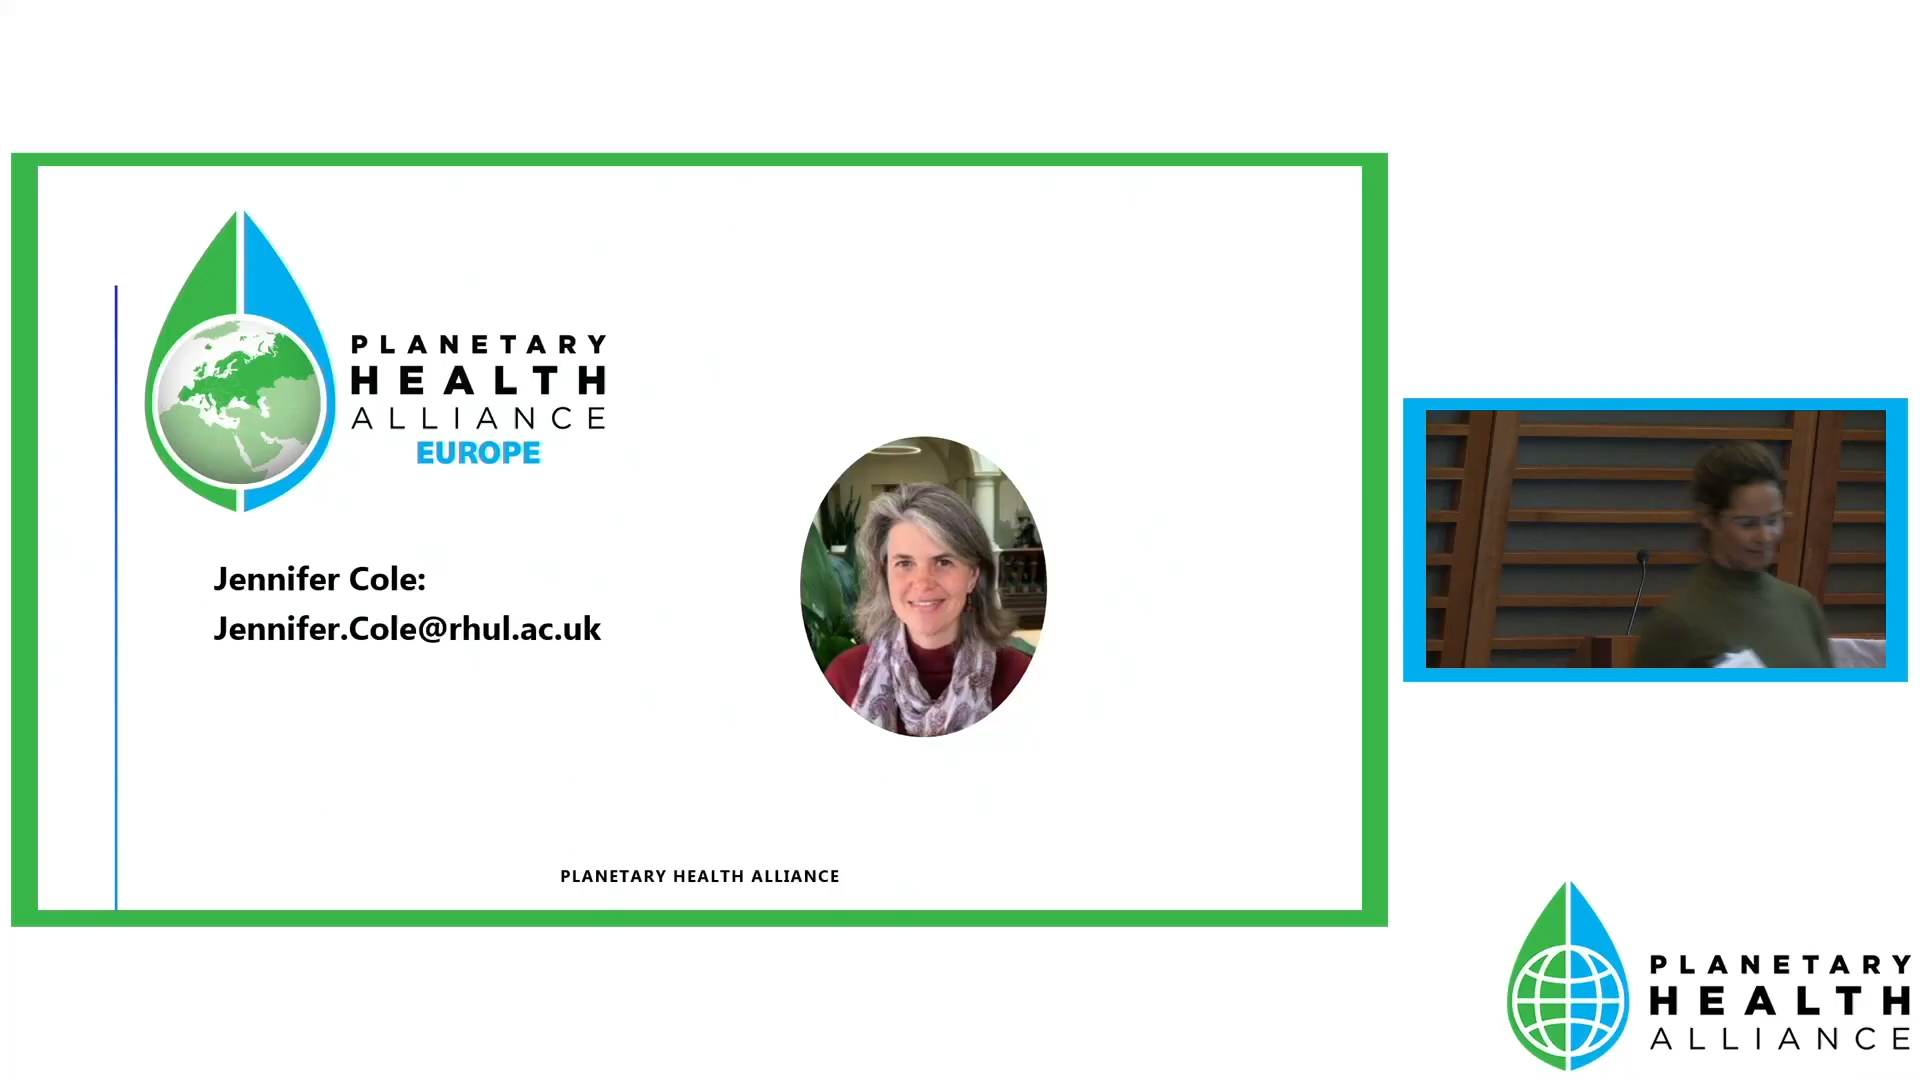 PLANETARY
HEALTH
ALLIANCE
EUROPE
Jennifer Cole:
Jennifer.Cole@rhul.ac.uk
PLANETARY HEALTH ALLIANCE
PLANETARY
HEALTH
ALLIANCE